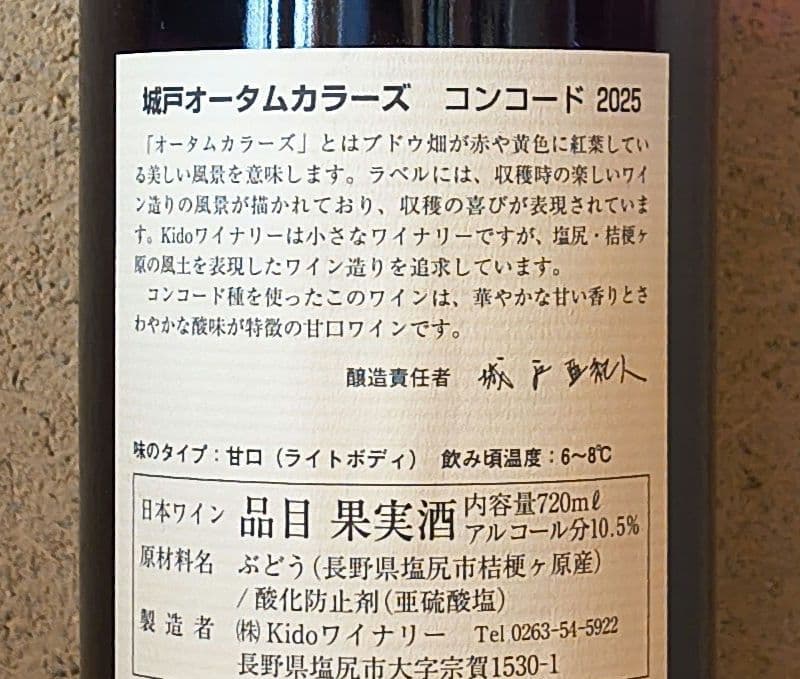 城戸オータムカラーズ　コンコード 2025
「オータムカラーズ」とはブドウ畑が赤や黄色に紅葉してい
る美しい風景を意味します。ラベルには、収穫時の楽しいワイ
ン造りの風景が描かれており、収穫の喜びが表現されていま
す。Kidoワイナリーは小さなワイナリーですが、塩尻・桔梗ヶ
原の風土を表現したワイン造りを追求しています。
コンコード種を使ったこのワインは、華やかな甘い香りとさ
わやかな酸味が特徴の甘口ワインです。
醸造責任者　城戸亜紀人
味のタイプ：甘口（ライトボディ）　飲み頃温度：6〜8℃
日本ワイン　品目 果実酒　内容量720mℓ
アルコール分10.5%
原材料名　ぶどう(長野県塩尻市桔梗ヶ原産)
/ 酸化防止剤(亜硫酸塩)
製造者　㈱Kidoワイナリー　Tel 0263-54-5922
長野県塩尻市大字宗賀1530-1